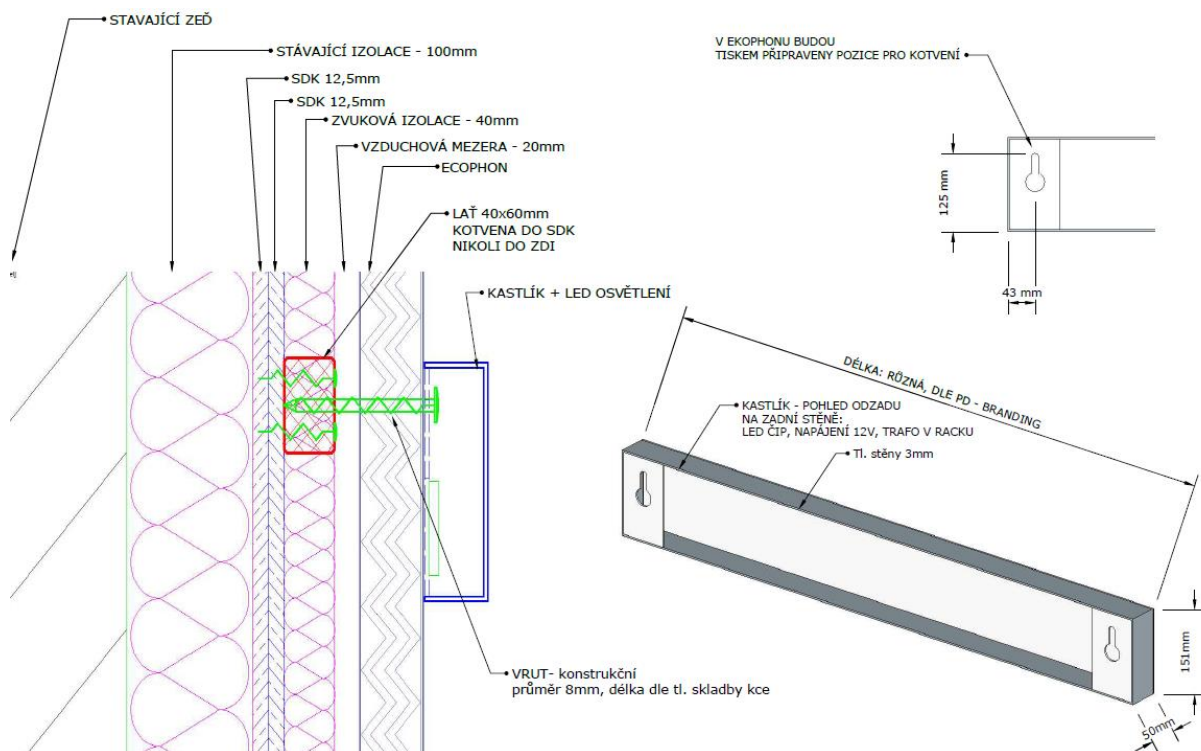 STAVAJÍCÍ ZEĎ
STÁVAJÍCÍ IZOLACE - 100mm
SDK 12,5mm
SDK 12,5mm
ZVUKOVÁ IZOLACE - 40mm
VZDUCHOVÁ MEZERA - 20mm
ECOPHON
LAŤ 40x60mm
KOTVENA DO SDK
NIKOLI DO ZDI
KASTLÍK + LED OSVĚTLENÍ
VRUT- konstrukční
průměr 8mm, délka dle tl. skladby kce
V EKOPHONU BUDOU
TISKEM PŘIPRAVENY POZICE PRO KOTVENÍ
125 mm
43 mm
DÉLKA: RŮZNÁ, DLE PD - BRANDING
KASTLÍK - POHLED ODZADU
NA ZADNÍ STĚNĚ:
LED ČIP, NAPÁJENÍ 12V, TRAFO V RACKU
Tl. stěny 3mm
151mm
50mm